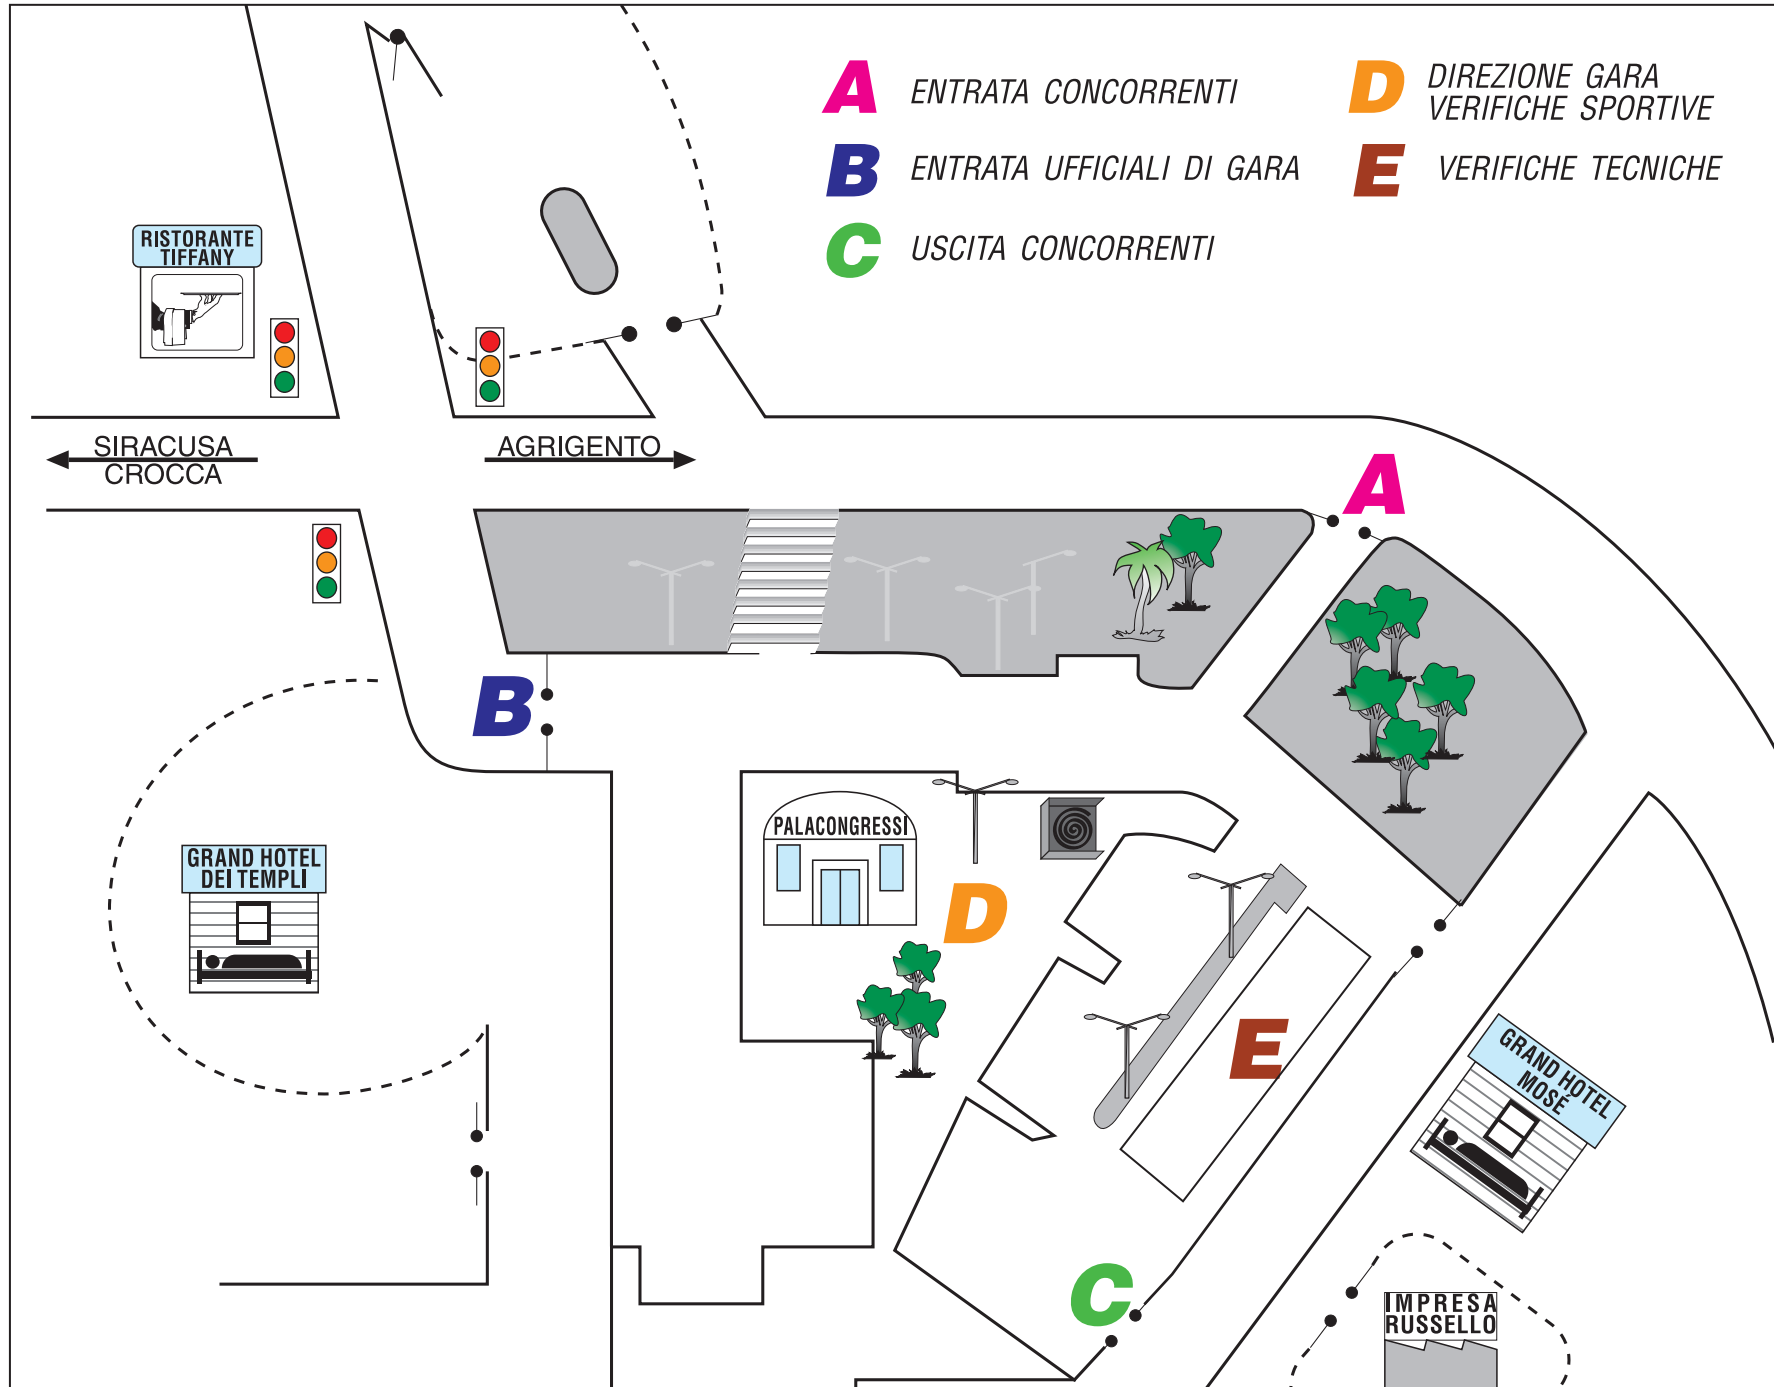 A ENTRATA CONCORRENTI
B ENTRATA UFFICIALI DI GARA
C USCITA CONCORRENTI
D DIREZIONE GARA
VERIFICHE SPORTIVE
E VERIFICHE TECNICHE
RISTORANTE
TIFFANY
SIRACUSA
CROCCA
AGRIGENTO
A
B
PALACONGRESSI
GRAND HOTEL
DEI TEMPLI
D
E
GRAND HOTEL
MOSÉ
C
IMPRESA
RUSSELLO